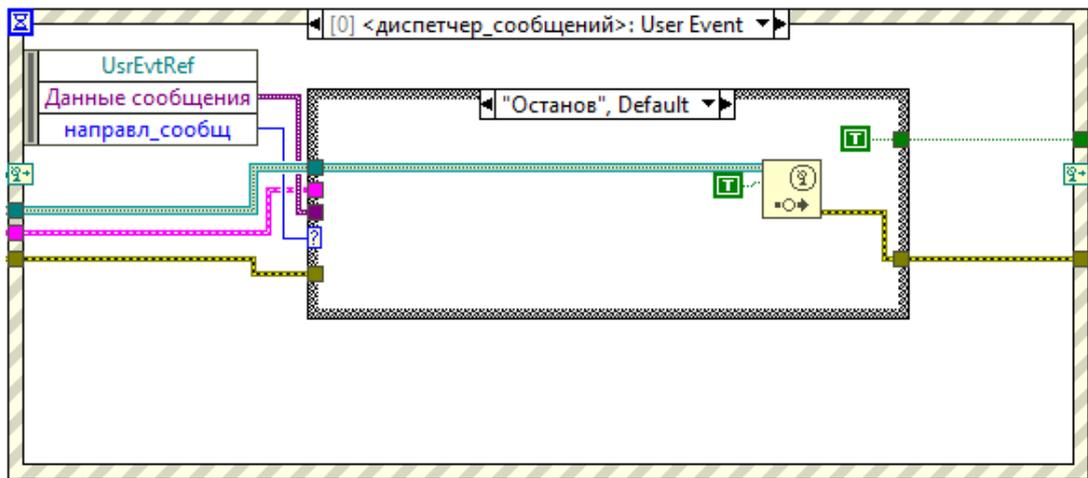 [0] <диспетчер_сообщений>: User Event
UsrEvtRef
Данные сообщения
направл_сообщ
"Останов", Default
T
T
?